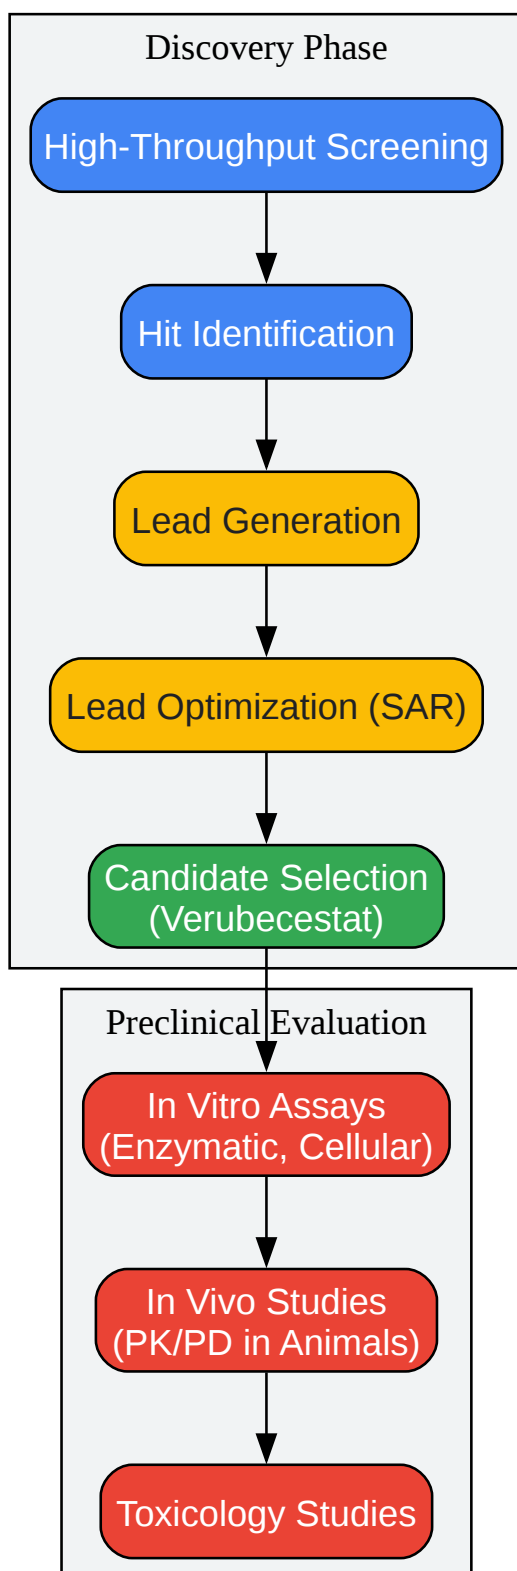 Discovery Phase
High-Throughput Screening
Hit Identification
Lead Generation
Lead Optimization (SAR)
Candidate Selection
(Verubecestat)
Preclinical Evaluation
In Vitro Assays
(Enzymatic, Cellular)
In Vivo Studies
(PK/PD in Animals)
Toxicology Studies